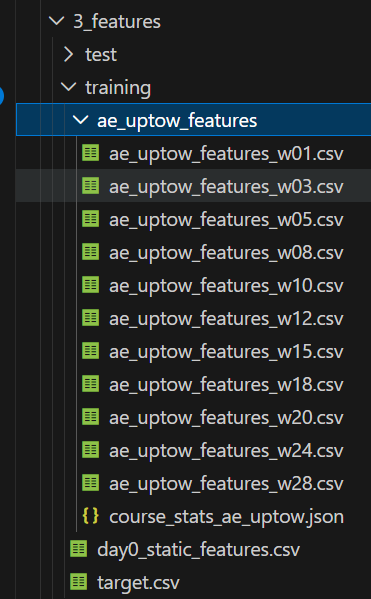 3_features
test
training
ae_uptow_features
ae_uptow_features_w01.csv
ae_uptow_features_w03.csv
ae_uptow_features_w05.csv
ae_uptow_features_w08.csv
ae_uptow_features_w10.csv
ae_uptow_features_w12.csv
ae_uptow_features_w15.csv
ae_uptow_features_w18.csv
ae_uptow_features_w20.csv
ae_uptow_features_w24.csv
ae_uptow_features_w28.csv
{ } course_stats_ae_uptow.json
day0_static_features.csv
target.csv